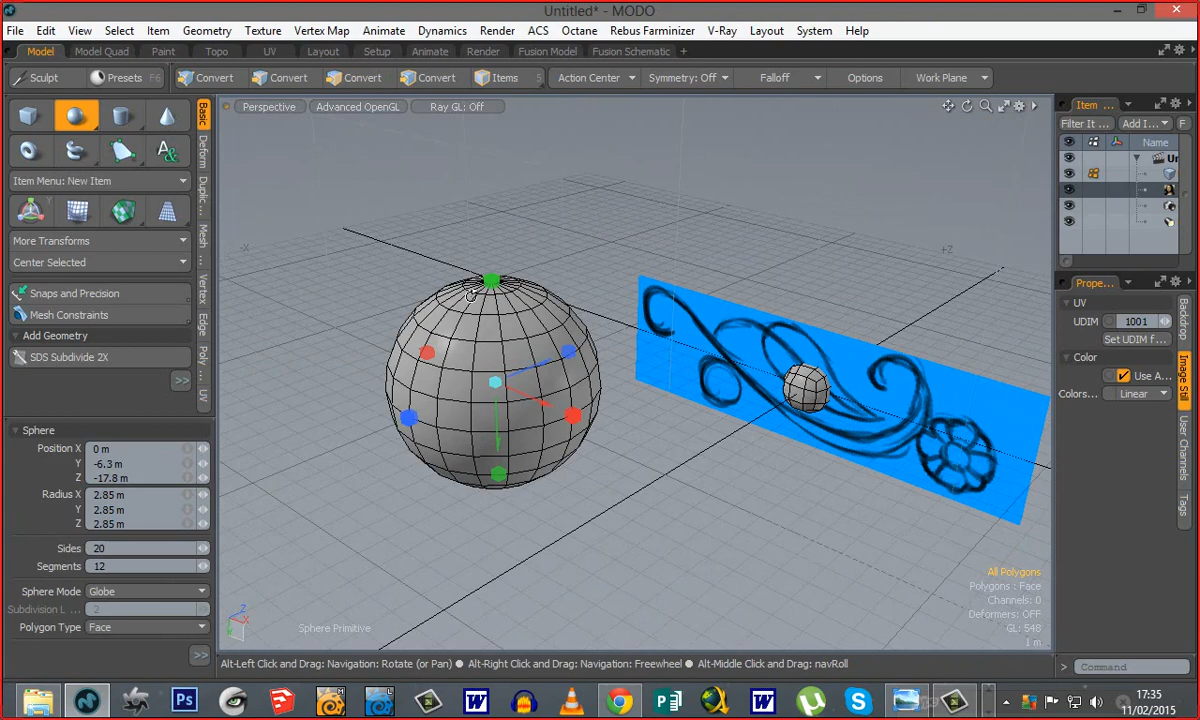 Untitled* - MODO
File Edit View Select Item Geometry Texture Vertex Map Animate Dynamics Render ACS Octane Rebus Farminizer V-Ray Layout System Help
Model Model Quad Paint Topo UV Layout Setup Animate Render Fusion Model Fusion Schematic +
Sculpt Presets F6 Convert Convert Convert Convert Items 5 Action Center Symmetry: Off Falloff Options Work Plane
Perspective Advanced OpenGL Ray GL: Off
Basic
Deform
Duplic...
Mesh ...
Vertex
Edge
Poly ...
UV
Item Menu: New Item
More Transforms
Center Selected
Snaps and Precision
Mesh Constraints
Add Geometry
SDS Subdivide 2X
>>
Sphere
Position X 0 m
Y -6.3 m
Z -17.8 m
Radius X 2.85 m
Y 2.85 m
Z 2.85 m
Sides 20
Segments 12
Sphere Mode Globe
Subdivision L ... 2
Polygon Type Face
>>
-X
+Z
Z
X
Y
Sphere Primitive
All Polygons
Polygons : Face
Channels: 0
Deformers: OFF
GL: 548
1 m
Item ...
Filter It ... Add I... F
Name
Un
Prope...
UV
UDIM 1001
Set UDIM f...
Color
Use A...
Colors... Linear
Backdrop
Image Still
User Channels
Tags
Alt-Left Click and Drag: Navigation: Rotate (or Pan) ● Alt-Right Click and Drag: Navigation: Freewheel ● Alt-Middle Click and Drag: navRoll
> Command
17:35
11/02/2015